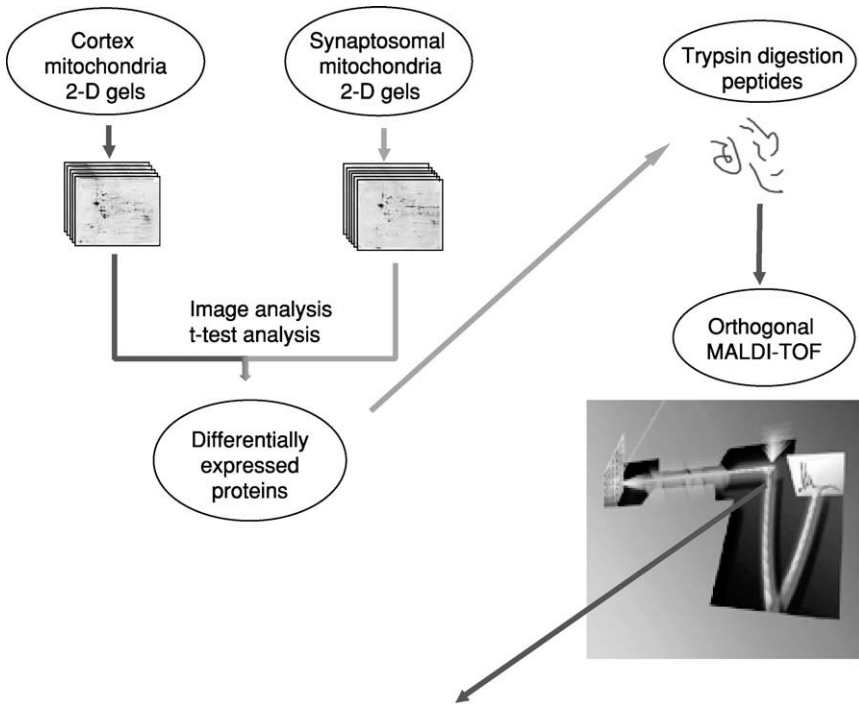 Cortex
mitochondria
2-D gels
Synaptosomal
mitochondria
2-D gels
Trypsin digestion
peptides
Image analysis
t-test analysis
Orthogonal
MALDI-TOF
Differentially
expressed
proteins